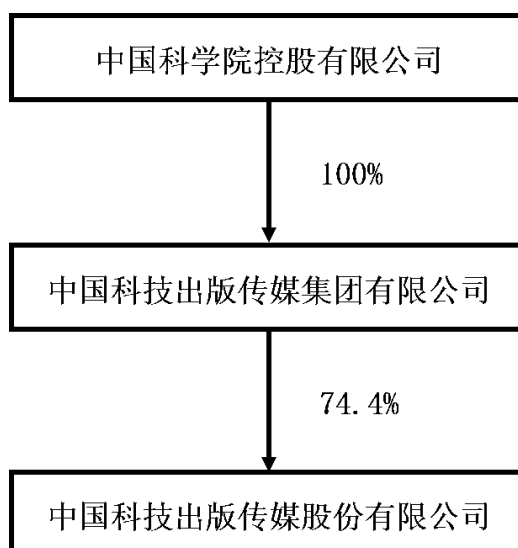 中国科学院控股有限公司
100%
中国科技出版传媒集团有限公司
74.4%
中国科技出版传媒股份有限公司